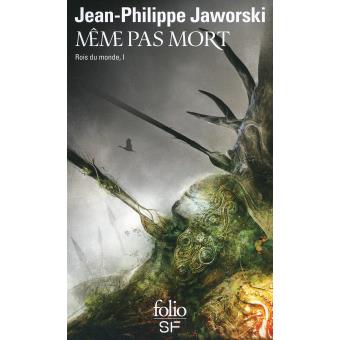 Jean-Philippe Jaworski
MÊME PAS MORT
Rois du monde, I
folio
SF